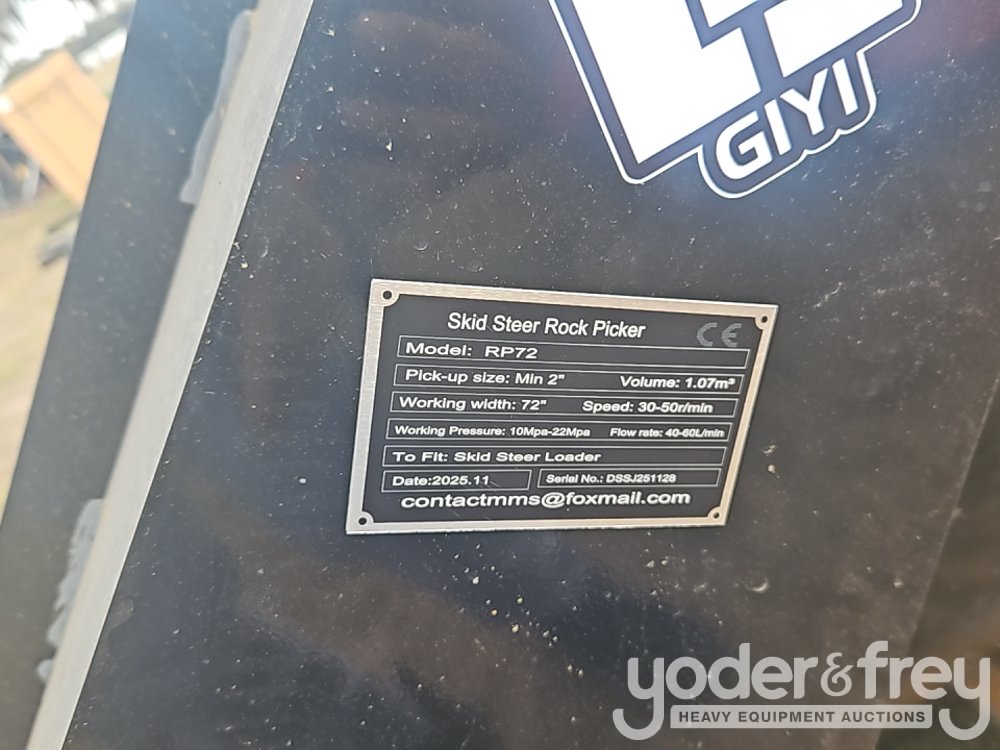 GIYI
Skid Steer Rock Picker CE
Model: RP72
Pick-up size: Min 2" Volume: 1.07m³
Working width: 72" Speed: 30-50r/min
Working Pressure: 10Mpa-22Mpa Flow rate: 40-60L/min
To Fit: Skid Steer Loader
Date:2025.11 Serial No.: DSSJ251128
contactmms@foxmail.com
yoder&frey
HEAVY EQUIPMENT AUCTIONS